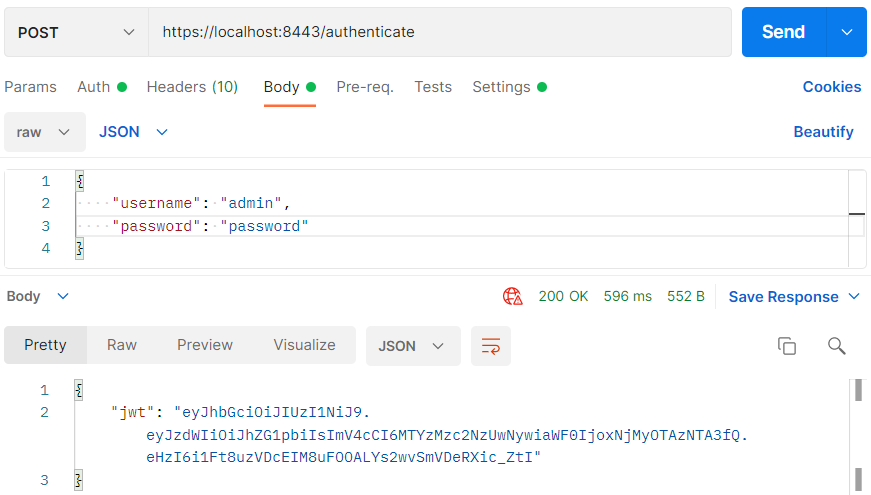 POST https://localhost:8443/authenticate Send
Params Auth Headers (10) Body Pre-req. Tests Settings Cookies
raw JSON Beautify
1 {
2 "username": "admin",
3 "password": "password"
4 }
Body 200 OK 596 ms 552 B Save Response
Pretty Raw Preview Visualize JSON
1 {
2 "jwt": "eyJhbGciOiJIUzI1NiJ9.
eyJzdWIiOiJhZG1pbiIsImV4cCI6MTYzMzc2NzUwNywiaWF0IjoxNjMyOTAzNTA3fQ.
eHzI6i1Ft8uzVDcEIM8uFOOALYs2wvSmVDeRXic_ZtI"
3 }